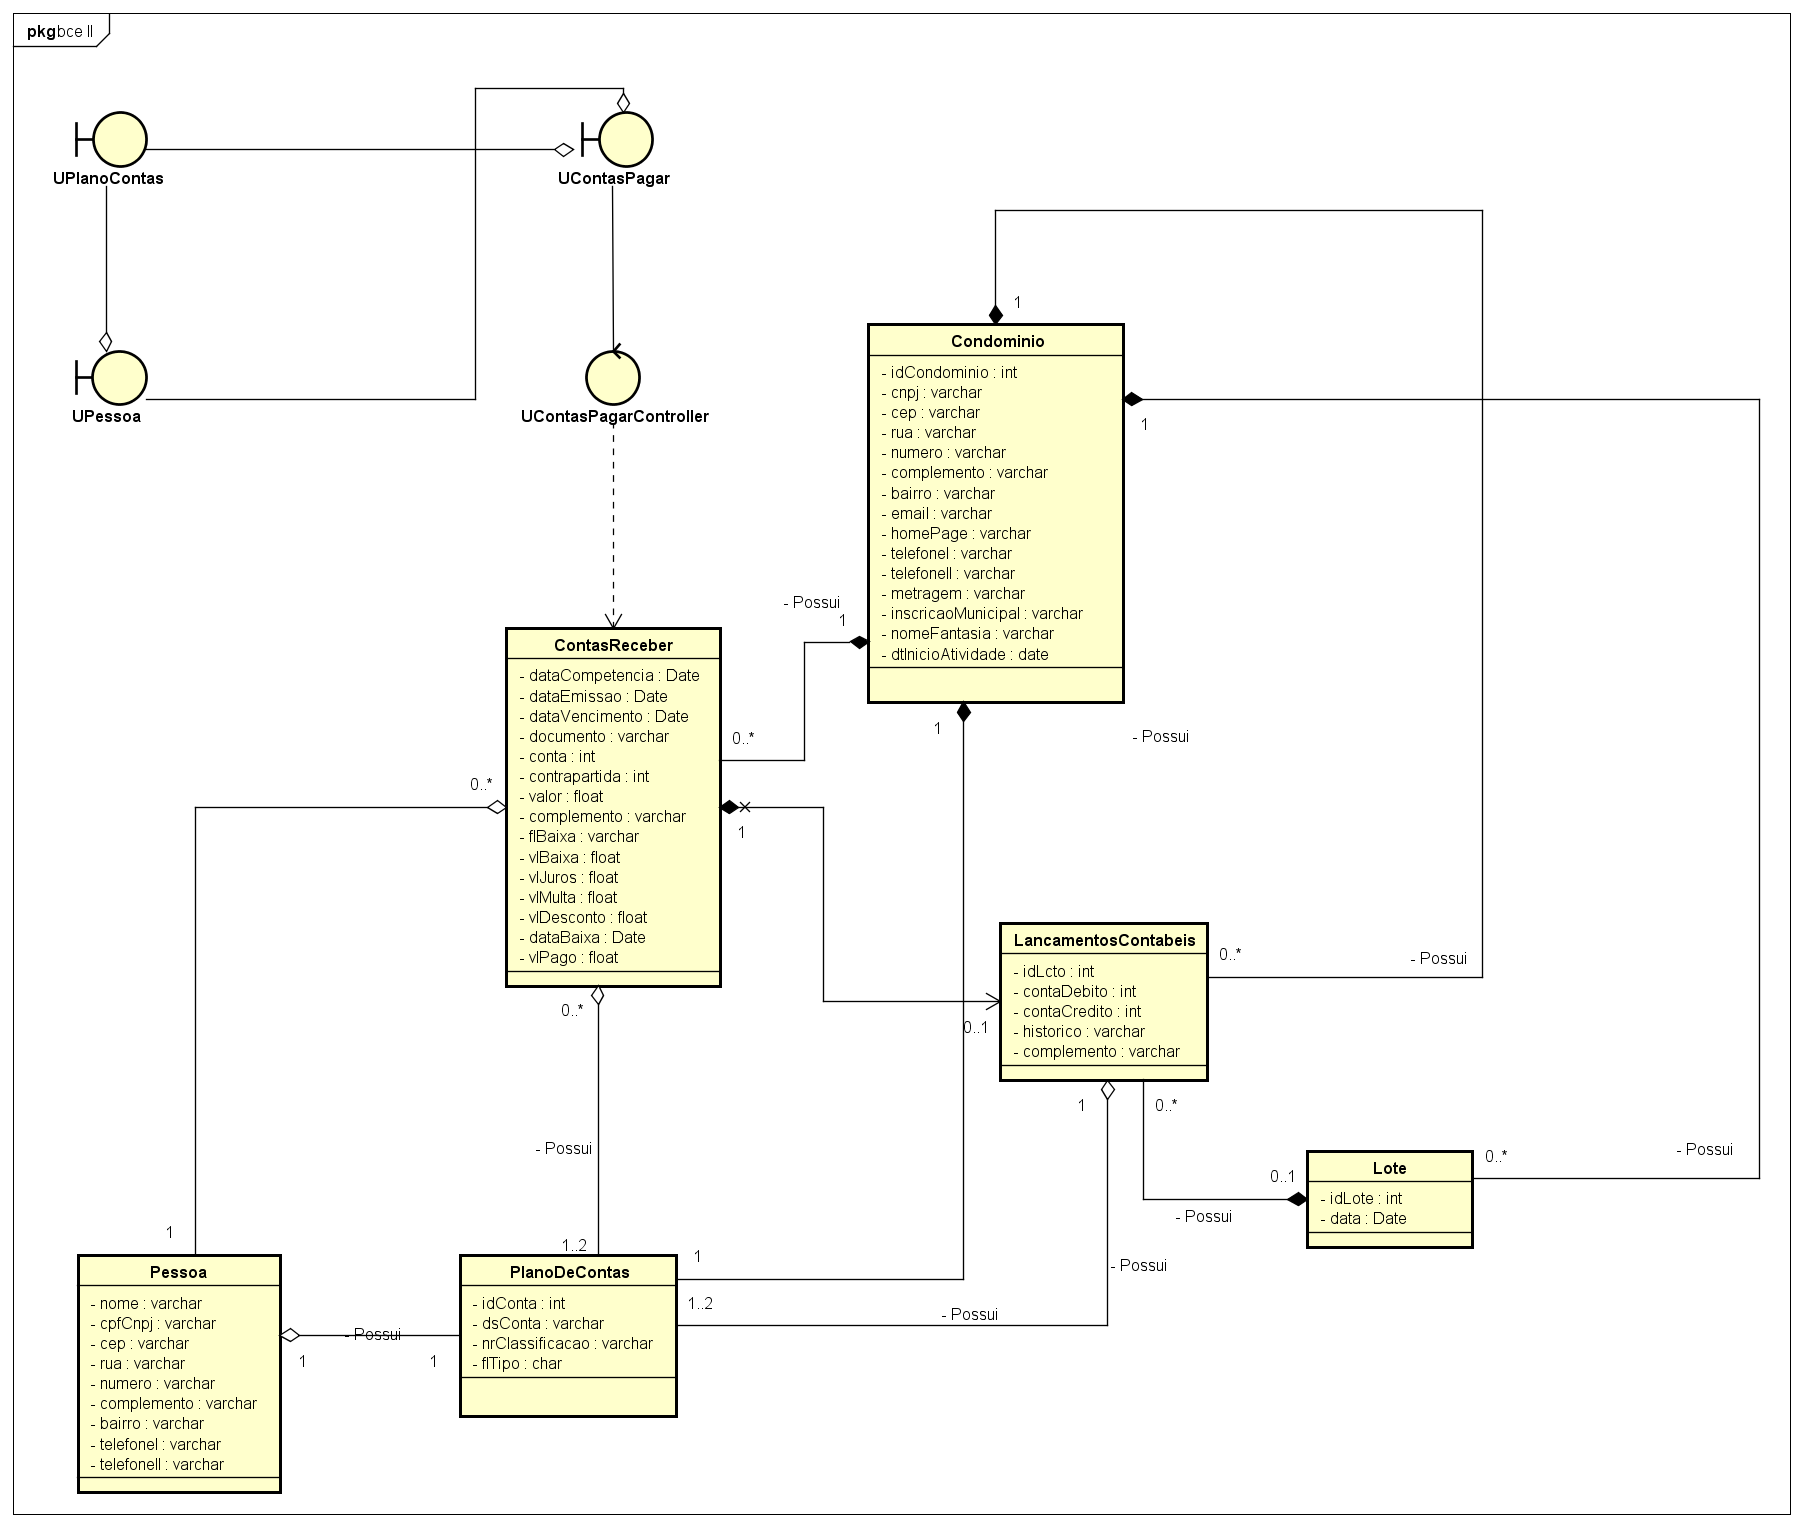 pkg bce II
UPlanoContas
UContasPagar
UPessoa
UContasPagarController
1
Condominio
- idCondominio : int
- cnpj : varchar
- cep : varchar
- rua : varchar
- numero : varchar
- complemento : varchar
- bairro : varchar
- email : varchar
- homePage : varchar
- telefoneI : varchar
- telefoneII : varchar
- metragem : varchar
- inscricaoMunicipal : varchar
- nomeFantasia : varchar
- dtInicioAtividade : date
1
- Possui
1
ContasReceber
- dataCompetencia : Date
- dataEmissao : Date
- dataVencimento : Date
- documento : varchar
- conta : int
- contrapartida : int
- valor : float
- complemento : varchar
- flBaixa : varchar
- vlBaixa : float
- vlJuros : float
- vlMulta : float
- vlDesconto : float
- dataBaixa : Date
- vlPago : float
0..*
1
- Possui
0..*
1
LancamentosContabeis
- idLcto : int
- contaDebito : int
- contaCredito : int
- historico : varchar
- complemento : varchar
0..*
- Possui
0..*
0..1
1
0..*
- Possui
0..*
- Possui
Lote
- idLote : int
- data : Date
0..1
- Possui
1
1..2
1
- Possui
Pessoa
- nome : varchar
- cpfCnpj : varchar
- cep : varchar
- rua : varchar
- numero : varchar
- complemento : varchar
- bairro : varchar
- telefoneI : varchar
- telefoneII : varchar
PlanoDeContas
- idConta : int
- dsConta : varchar
- nrClassificacao : varchar
- flTipo : char
1..2
- Possui
- Possui
1
1